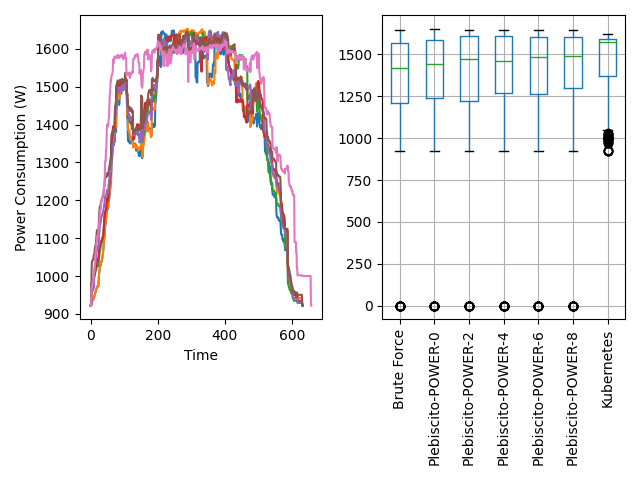 1600
1500
1400
1300
1200
1100
1000
900
Power Consumption (W)
0
200
400
600
Time
1500
1250
1000
750
500
250
0
Brute Force
Plebiscito-POWER-0
Plebiscito-POWER-2
Plebiscito-POWER-4
Plebiscito-POWER-6
Plebiscito-POWER-8
Kubernetes